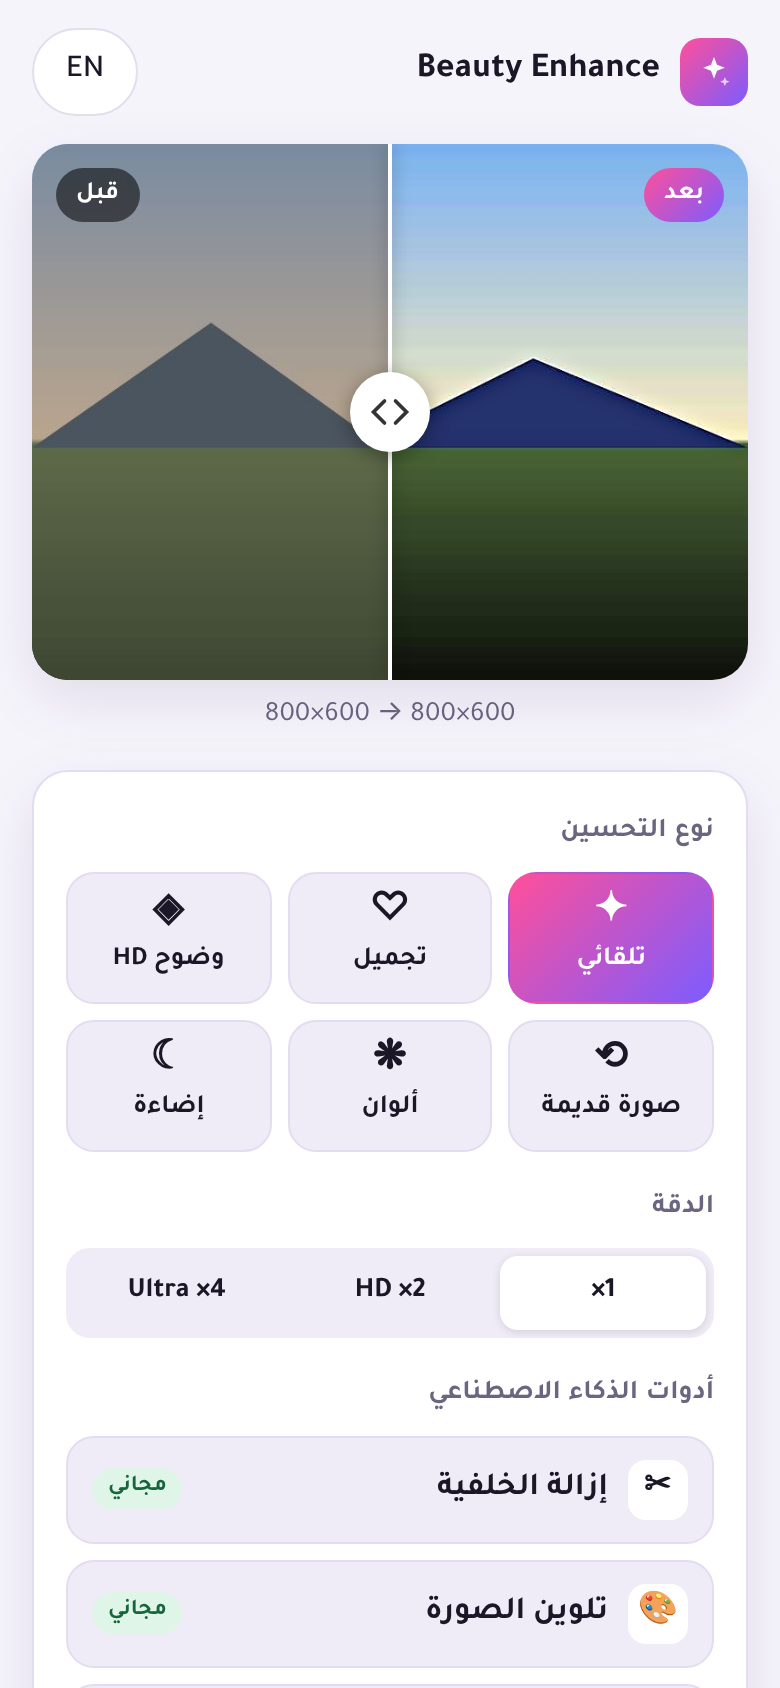 Beauty Enhance
EN
بعد
قبل
800×600 → 800×600
نوع التحسين
تلقائي
تجميل
وضوح HD
صورة قديمة
ألوان
إضاءة
الدقة
×1
HD ×2
Ultra ×4
أدوات الذكاء الاصطناعي
إزالة الخلفية
مجاني
تلوين الصورة
مجاني